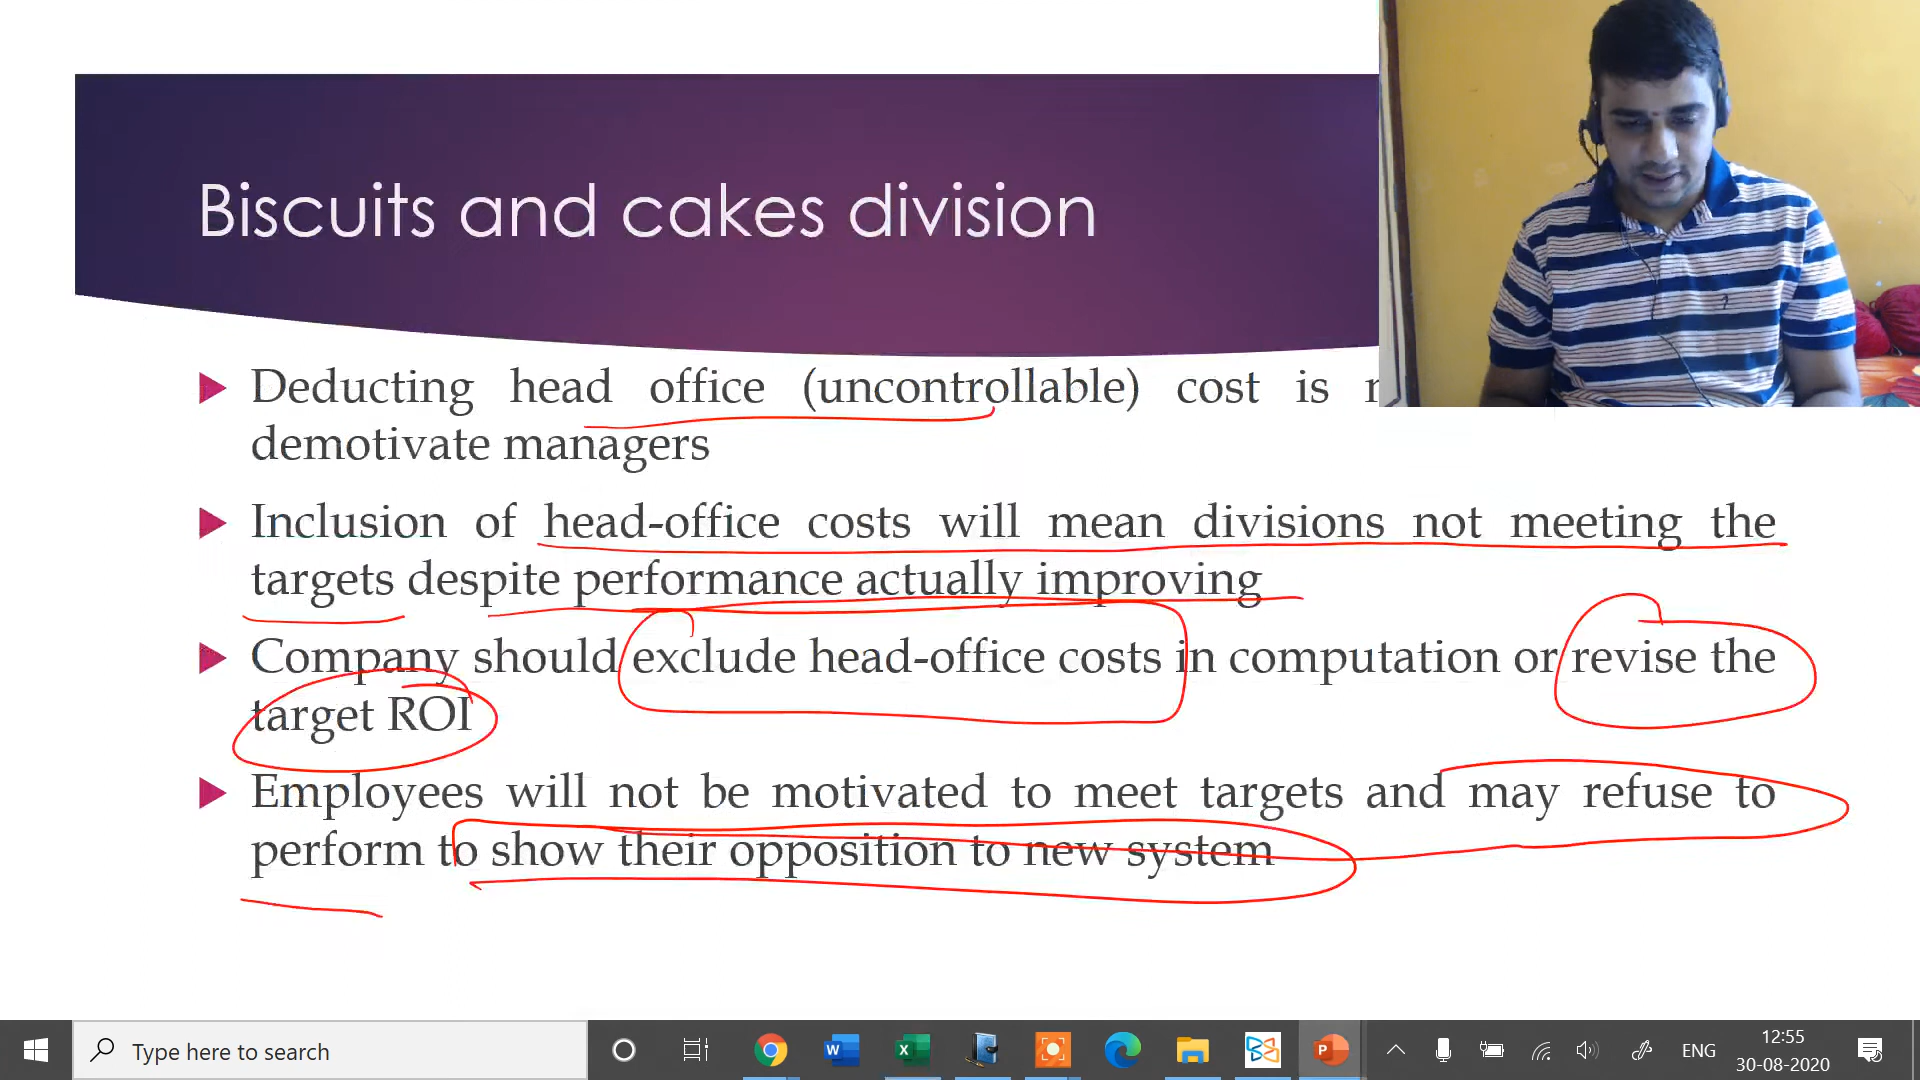 Biscuits and cakes division
Deducting head office (uncontrollable) cost is
demotivate managers
Inclusion of head-office costs will mean divisions not meeting the
targets despite performance actually improving
Company should exclude head-office costs in computation or revise the
target ROI
Employees will not be motivated to meet targets and may refuse to
perform to show their opposition to new system
Type here to search
ENG
12:55
30-08-2020